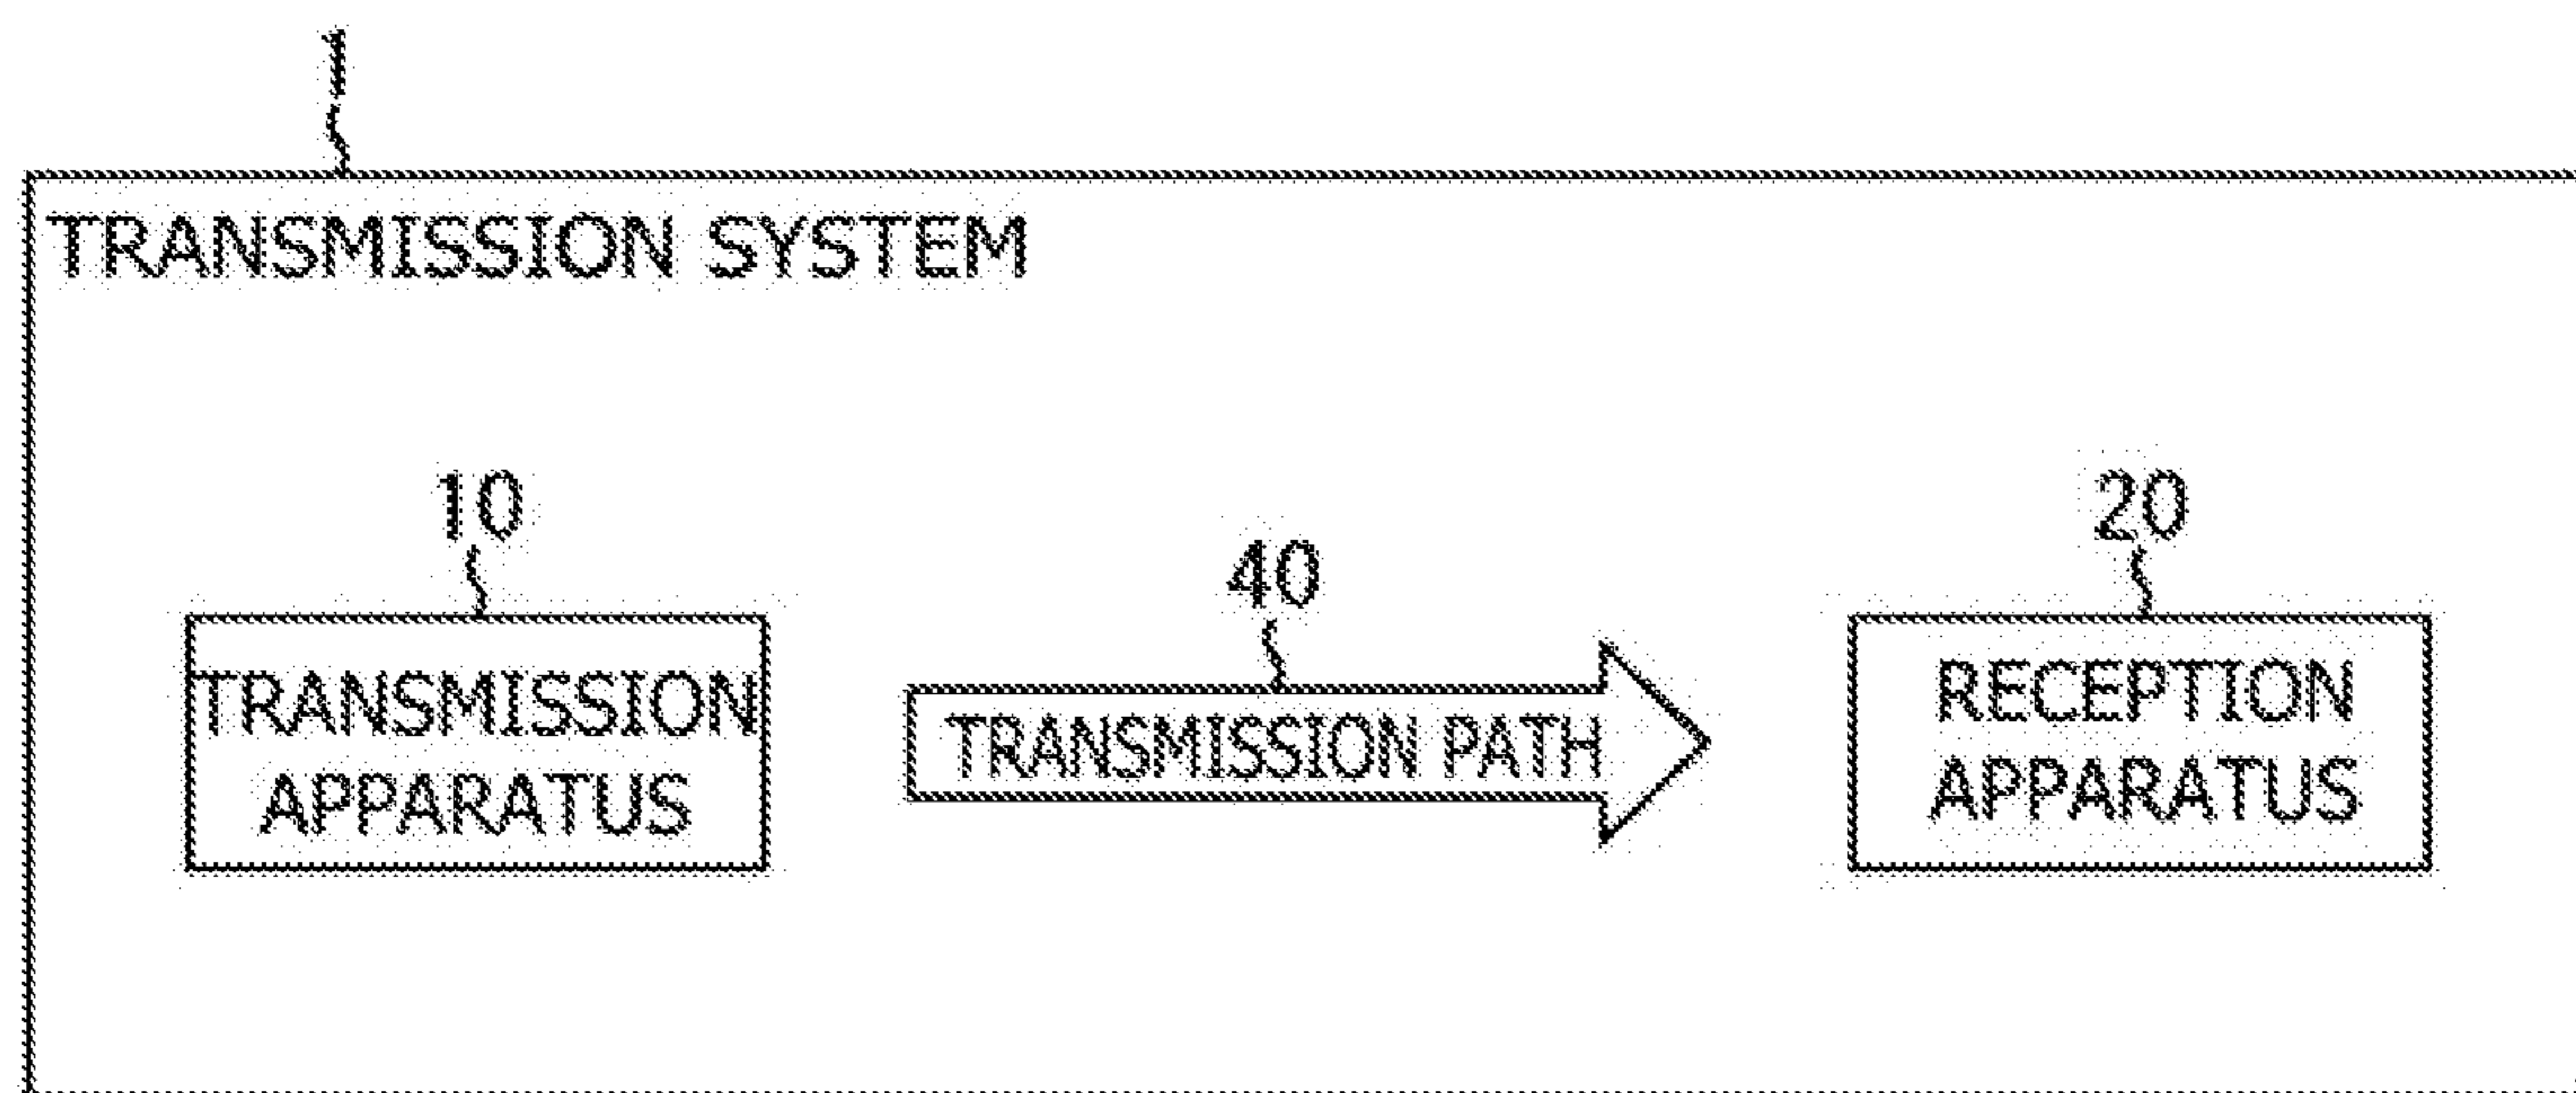 1
TRANSMISSION SYSTEM
10
40
20
TRANSMISSION
APPARATUS
TRANSMISSION PATH
RECEPTION
APPARATUS